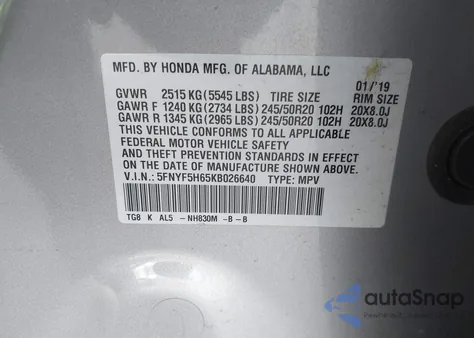 MFD. BY HONDA MFG. OF ALABAMA, LLC
01/'19
GVWR 2515 KG (5545 LBS) TIRE SIZE RIM SIZE
GAWR F 1240 KG (2734 LBS) 245/50R20 102H 20X8.0J
GAWR R 1345 KG (2965 LBS) 245/50R20 102H 20X8.0J
THIS VEHICLE CONFORMS TO ALL APPLICABLE
FEDERAL MOTOR VEHICLE SAFETY
STANDARDS IN EFFECT
ON THE DATE OF MANUFACTURE SHOWN ABOVE.
V.I.N.: 5FNYF5H65KB026640 TYPE: MPV
TG8 K AL5 -NH830M -B -B
autoSnap